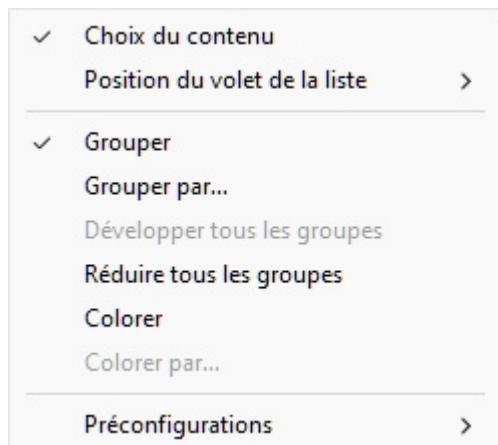 Choix du contenu
Position du volet de la liste
Grouper
Grouper par...
Développer tous les groupes
Réduire tous les groupes
Colorer
Colorer par...
Préconfigurations